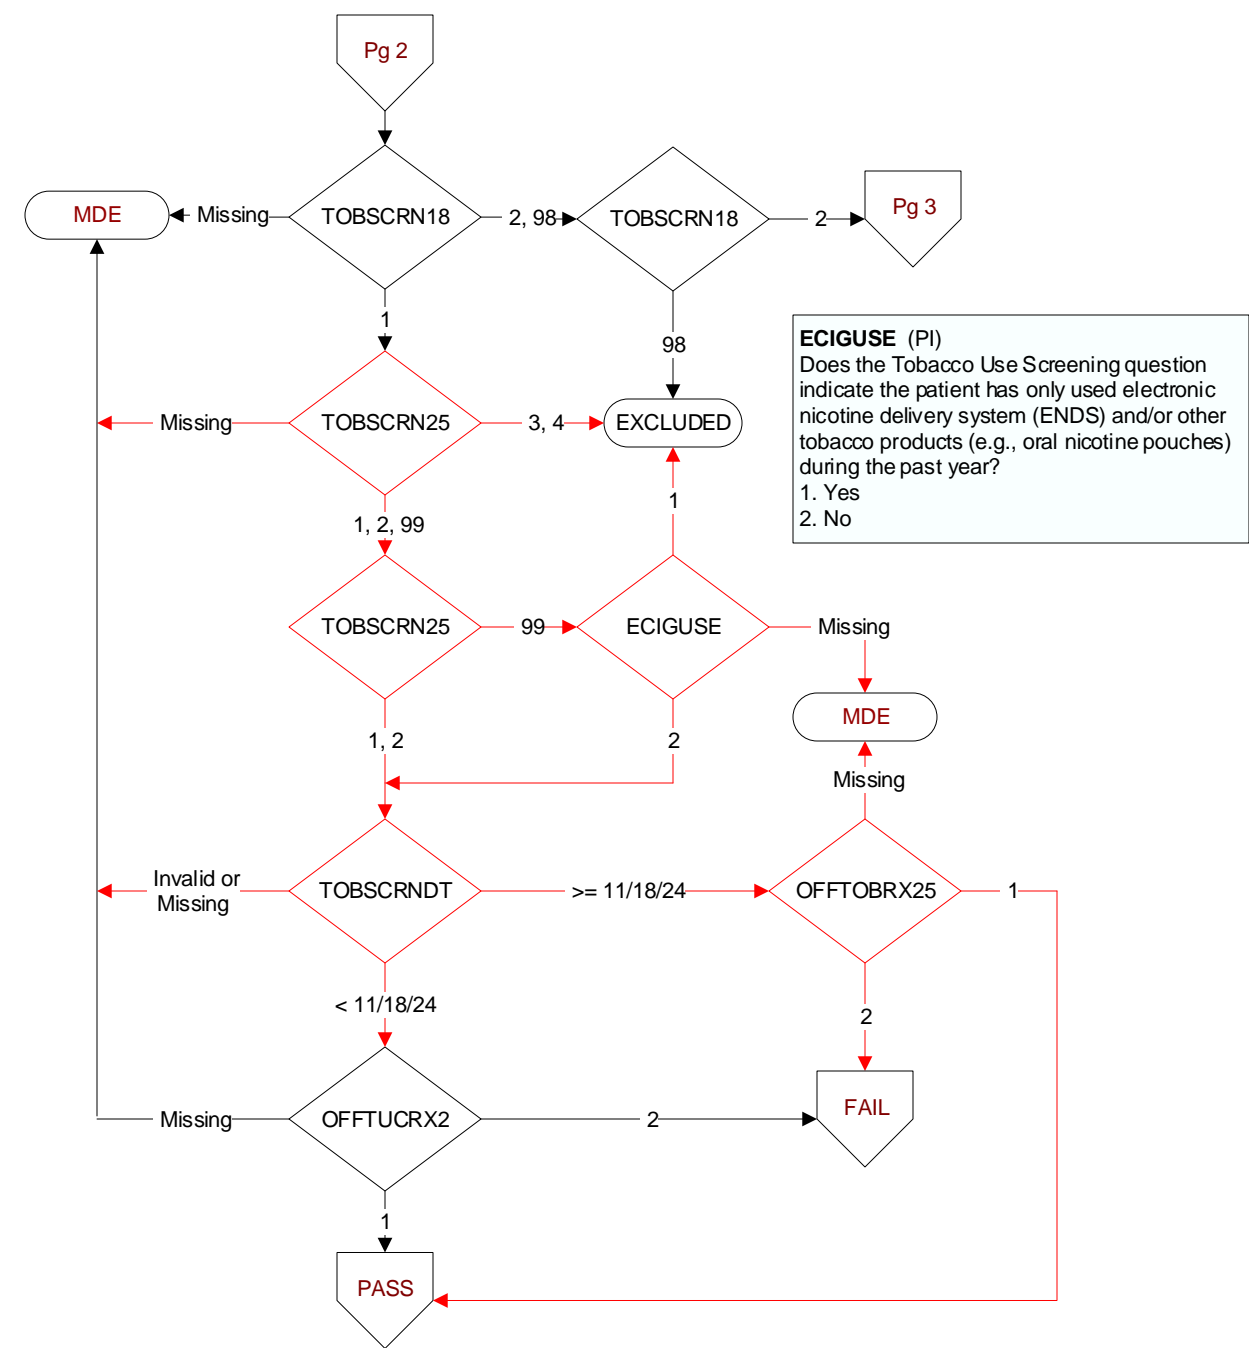 Pg 2
MDE
Missing
TOBSCRN18
2, 98
TOBSCRN18
2
Pg 3
1
98
ECIGUSE (PI)
Does the Tobacco Use Screening question
indicate the patient has only used electronic
nicotine delivery system (ENDS) and/or other
tobacco products (e.g., oral nicotine pouches)
during the past year?
1. Yes
2. No
Missing
TOBSCRN25
3, 4
EXCLUDED
1, 2, 99
1
TOBSCRN25
99
ECIGUSE
Missing
MDE
1, 2
2
Missing
Invalid or
Missing
TOBSCRNDT
>= 11/18/24
OFFTOBRX25
1
< 11/18/24
2
Missing
OFFTUCRX2
2
FAIL
1
PASS